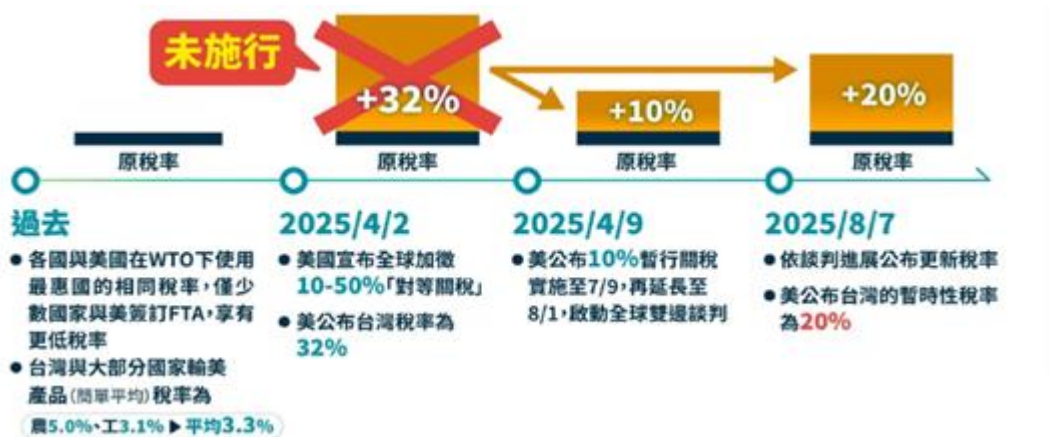 未施行
+32%
+10%
+20%
原稅率
原稅率
原稅率
原稅率
過去
● 各國與美國在WTO下使用
最惠國的相同稅率，僅少
數國家與美簽訂FTA，享有
更低稅率
● 台灣與大部分國家輸美
產品(簡單平均)稅率為
農5.0%、工3.1%▶平均3.3%
2025/4/2
● 美國宣布全球加徵
10-50%「對等關稅」
● 美公布台灣稅率為
32%
2025/4/9
● 美公布10%暫行關稅
實施至7/9，再延長至
8/1，啟動全球雙邊談判
2025/8/7
● 依談判進展公布更新稅率
● 美公布台灣的暫時性稅率
為20%